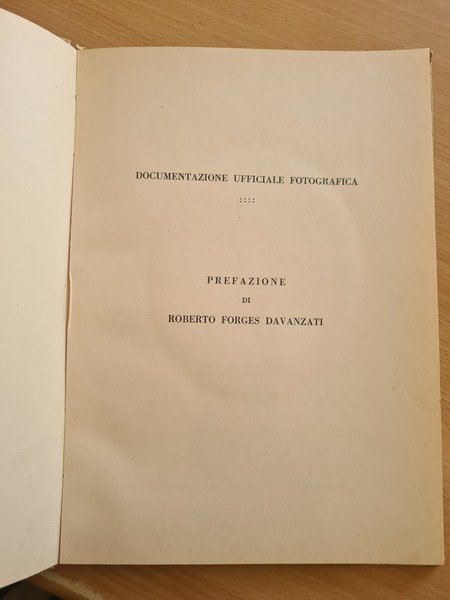 DOCUMENTAZIONE UFFICIALE FOTOGRAFICA
::::
PREFAZIONE
DI
ROBERTO FORGES DAVANZATI